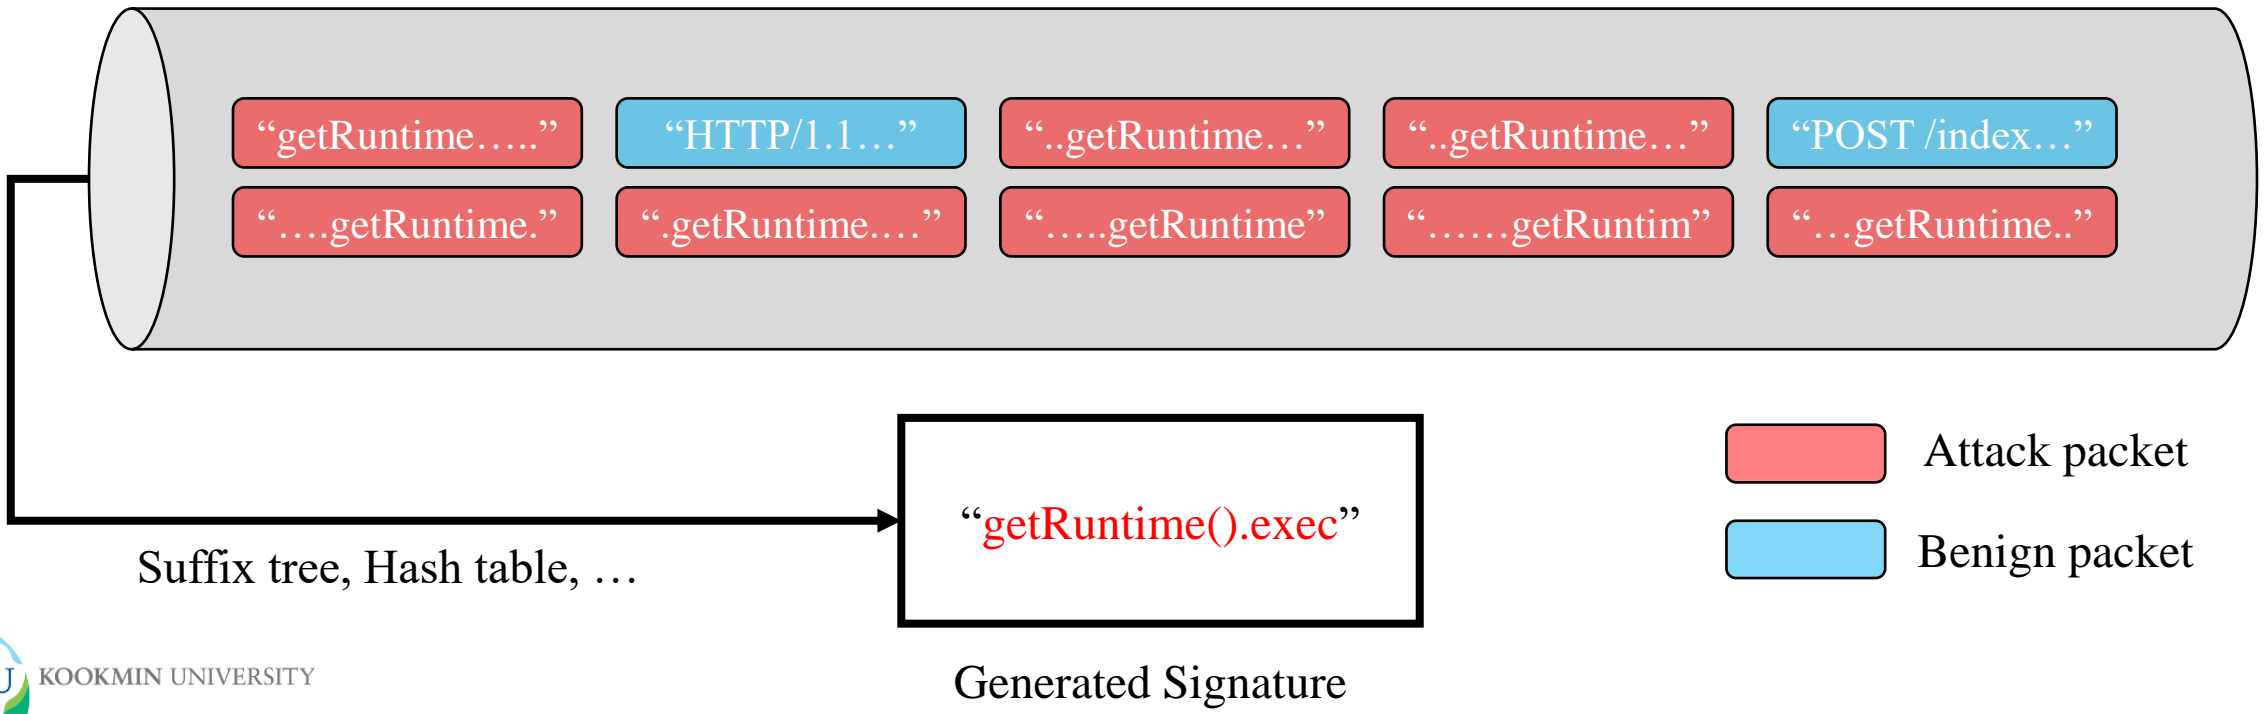 “getRuntime…..” “HTTP/1.1…” “..getRuntime…” “..getRuntime…” “POST /index…”
“….getRuntime.” “.getRuntime.…” “…..getRuntime” “……getRuntim” “…getRuntime..”
Attack packet
“getRuntime().exec”
Benign packet
Suffix tree, Hash table, …
Generated Signature
U KOOKMIN UNIVERSITY